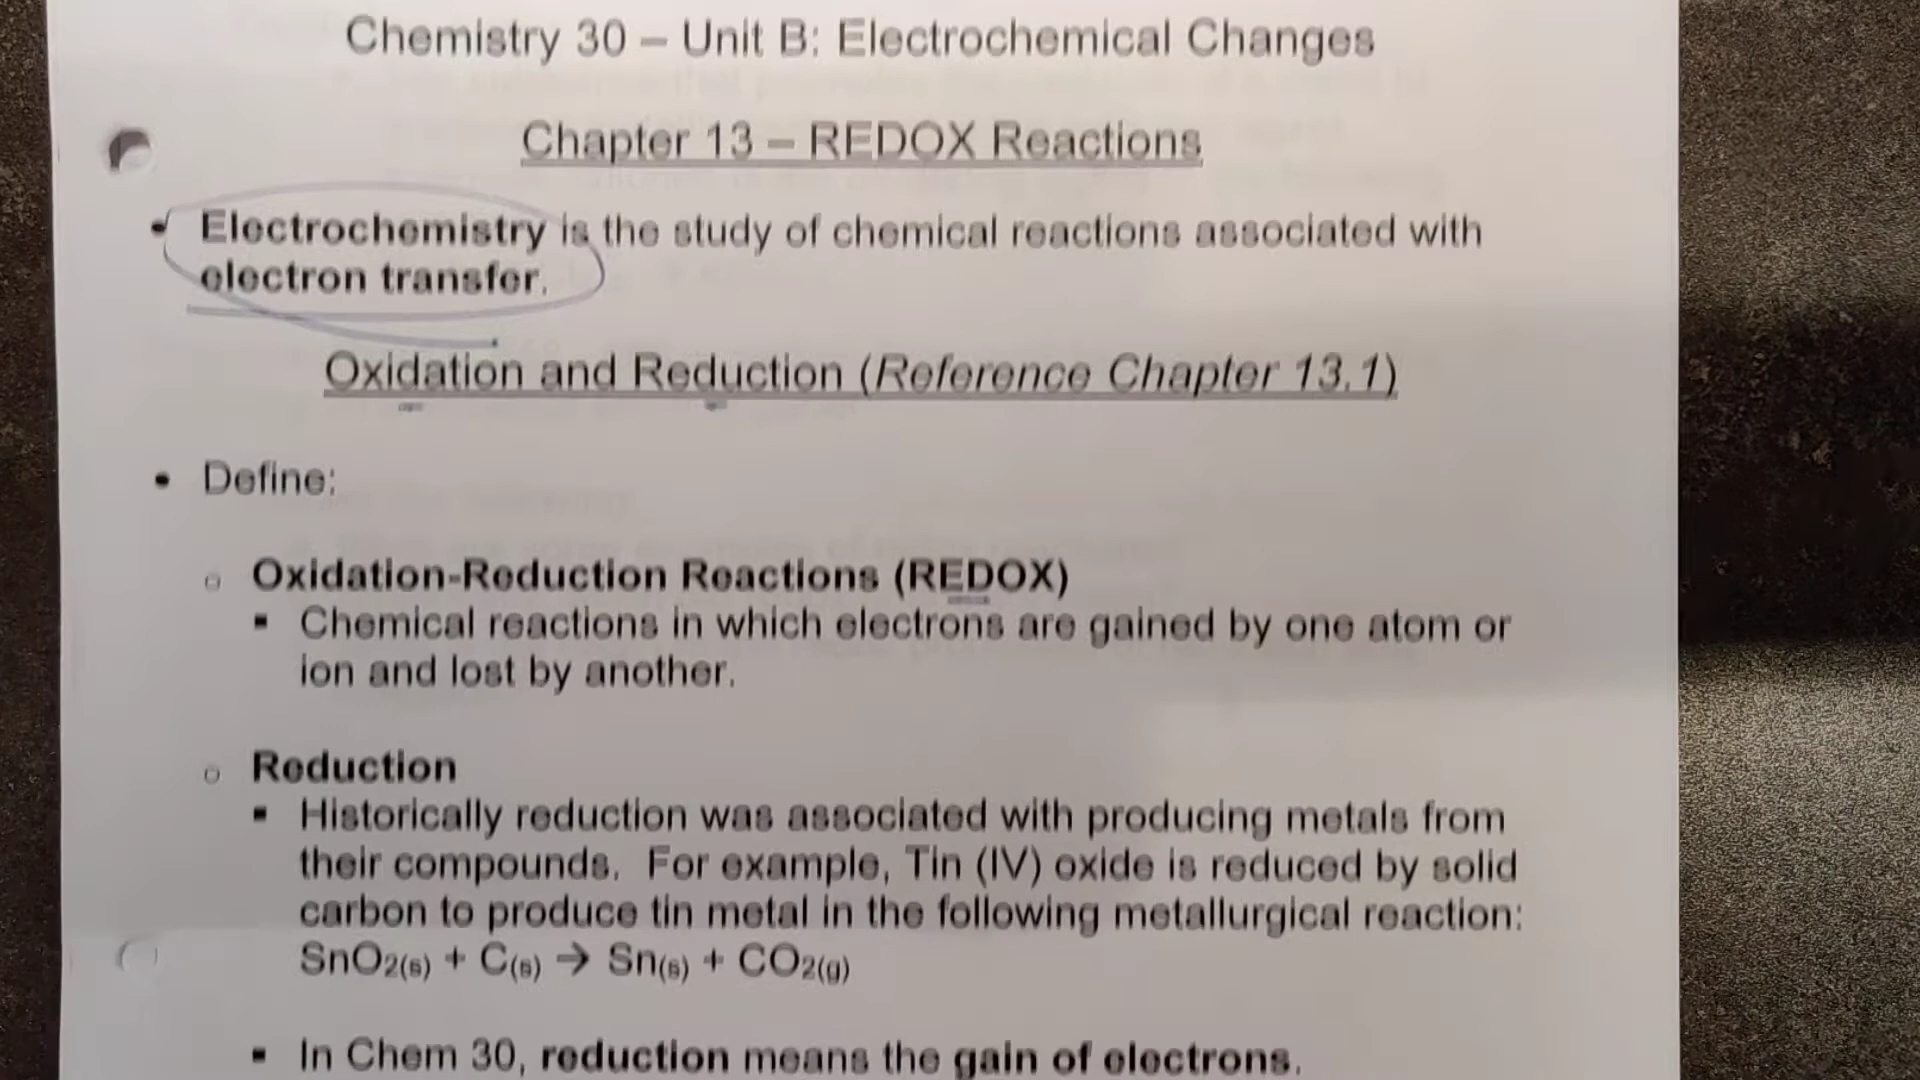 Chemistry 30 – Unit B: Electrochemical Changes
Chapter 13 – REDOX Reactions
• Electrochemistry is the study of chemical reactions associated with
electron transfer.
Oxidation and Reduction (Reference Chapter 13.1)
• Define:
o Oxidation-Reduction Reactions (REDOX)
▪ Chemical reactions in which electrons are gained by one atom or
ion and lost by another.
o Reduction
▪ Historically reduction was associated with producing metals from
their compounds. For example, Tin (IV) oxide is reduced by solid
carbon to produce tin metal in the following metallurgical reaction:
SnO2(s) + C(s) → Sn(s) + CO2(g)
▪ In Chem 30, reduction means the gain of electrons.